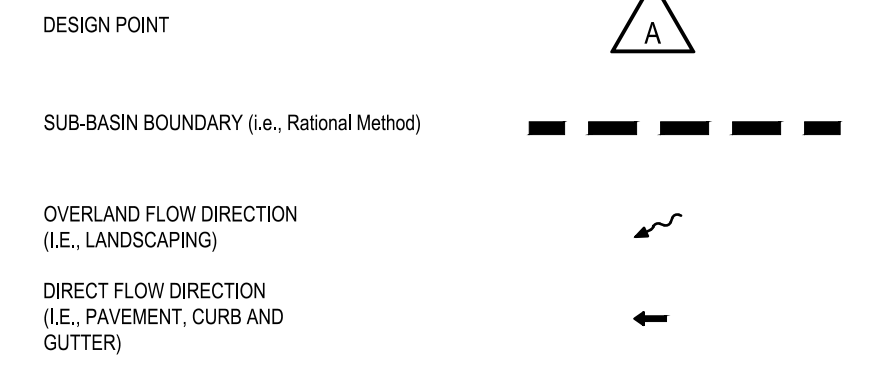 DESIGN POINT
A
SUB-BASIN BOUNDARY (i.e., Rational Method)
OVERLAND FLOW DIRECTION
(I.E., LANDSCAPING)
DIRECT FLOW DIRECTION
(I.E., PAVEMENT, CURB AND
GUTTER)